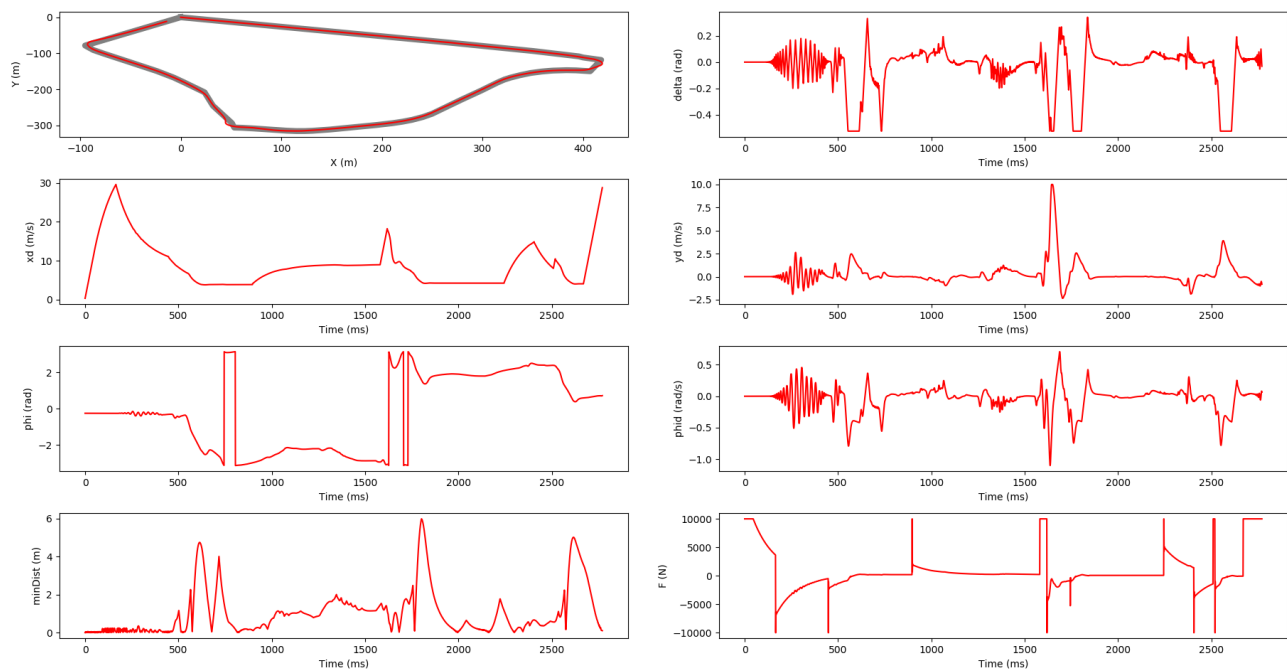 0
−100
−200
−300
Y (m)
−100 0 100 200 300 400
X (m)
0.2
0.0
−0.2
−0.4
delta (rad)
0 500 1000 1500 2000 2500
Time (ms)
30
20
10
0
xd (m/s)
0 500 1000 1500 2000 2500
Time (ms)
10.0
7.5
5.0
2.5
0.0
−2.5
yd (m/s)
0 500 1000 1500 2000 2500
Time (ms)
2
0
−2
phi (rad)
0 500 1000 1500 2000 2500
Time (ms)
0.5
0.0
−0.5
−1.0
phid (rad/s)
0 500 1000 1500 2000 2500
Time (ms)
6
4
2
0
minDist (m)
0 500 1000 1500 2000 2500
Time (ms)
10000
5000
0
−5000
−10000
F (N)
0 500 1000 1500 2000 2500
Time (ms)